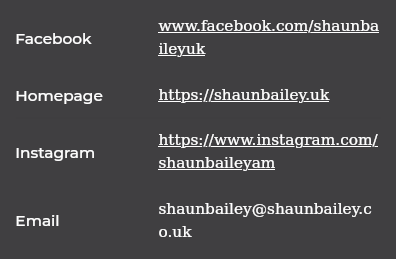 Facebook
www.facebook.com/shaunba
ileyuk
Homepage
https://shaunbailey.uk
Instagram
https://www.instagram.com/
shaunbaileyam
Email
shaunbailey@shaunbailey.c
o.uk